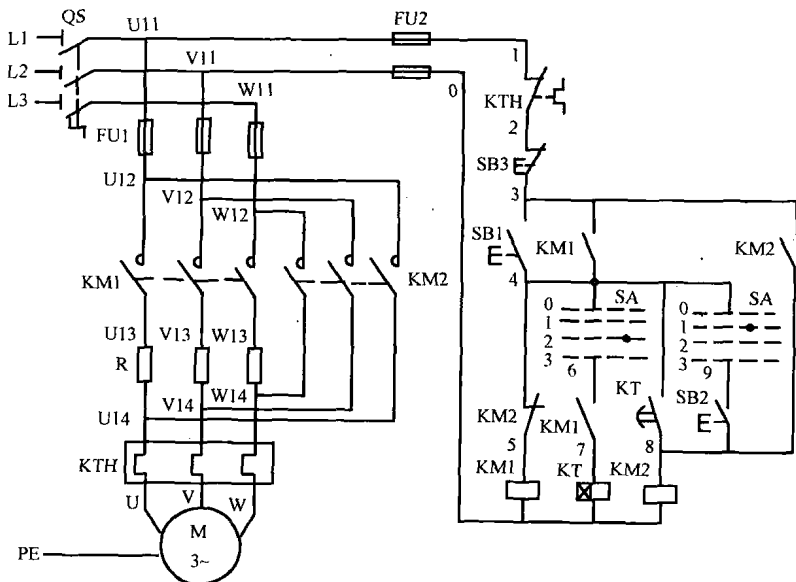 QS
U11
FU2
L1
V11
1
L2
W11
0
L3
KTH
FU1
2
U12
SB3
V12
3
W12
SB1
KM1
KM2
KM1
KM2
4
0
SA
0
SA
1
1
U13
V13
W13
2
2
R
3
3
6
9
W14
KT
SB2
V14
U14
KM2
KM1
5
7
8
KTH
KM1
KT
KM2
U
V
W
M
3~
PE